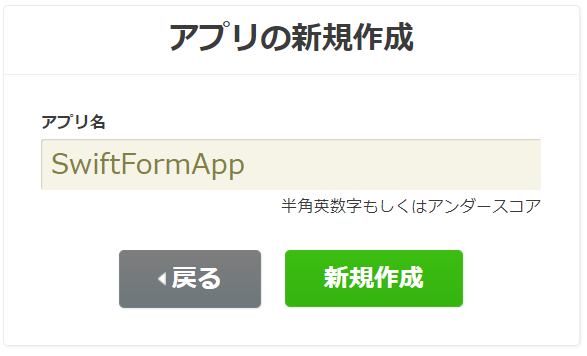 アプリの新規作成
アプリ名
SwiftFormApp
半角英数字もしくはアンダースコア
戻る
新規作成